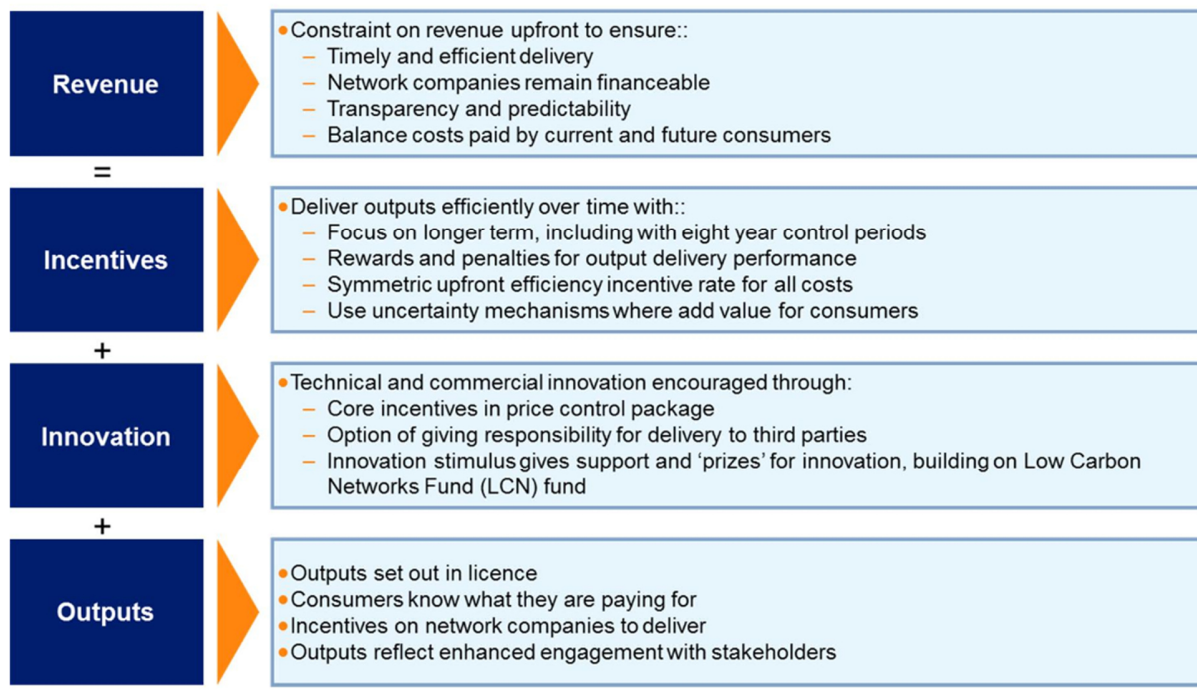 Revenue
● Constraint on revenue upfront to ensure::
– Timely and efficient delivery
– Network companies remain financeable
– Transparency and predictability
– Balance costs paid by current and future consumers
=
Incentives
● Deliver outputs efficiently over time with::
– Focus on longer term, including with eight year control periods
– Rewards and penalties for output delivery performance
– Symmetric upfront efficiency incentive rate for all costs
– Use uncertainty mechanisms where add value for consumers
+
Innovation
● Technical and commercial innovation encouraged through:
– Core incentives in price control package
– Option of giving responsibility for delivery to third parties
– Innovation stimulus gives support and ‘prizes’ for innovation, building on Low Carbon
Networks Fund (LCN) fund
+
Outputs
● Outputs set out in licence
● Consumers know what they are paying for
● Incentives on network companies to deliver
● Outputs reflect enhanced engagement with stakeholders